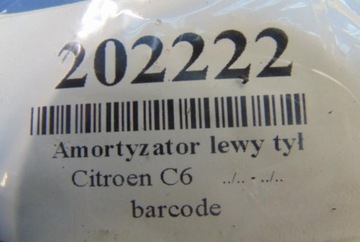 202222
Amortyzator lewy tył
Citroen C6 ../.. - ../..
barcode